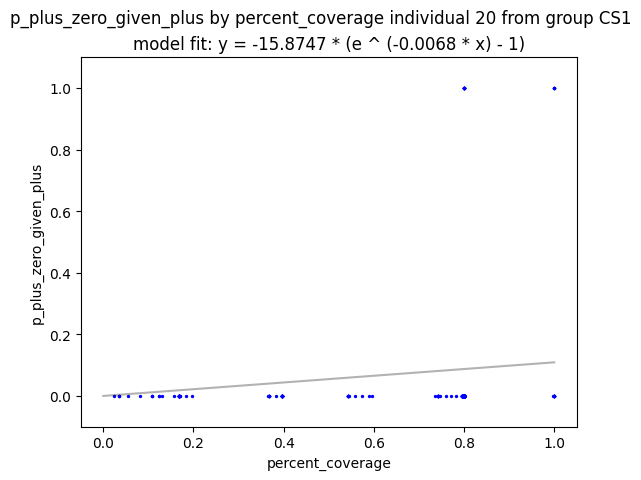 p_plus_zero_given_plus by percent_coverage individual 20 from group CS1
model fit: y = -15.8747 * (e ^ (-0.0068 * x) - 1)
1.0
0.8
0.6
0.4
0.2
0.0
p_plus_zero_given_plus
0.0 0.2 0.4 0.6 0.8 1.0
percent_coverage